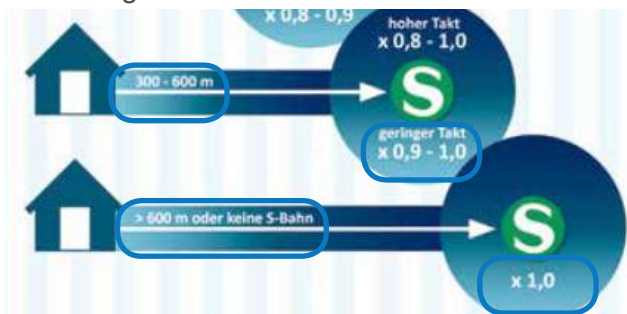 x 0,8 - 0,9
hoher Takt
x 0,8 - 1,0
300 - 600 m
S
geringer Takt
x 0,9 - 1,0
> 600 m oder keine S-Bahn
S
x 1,0